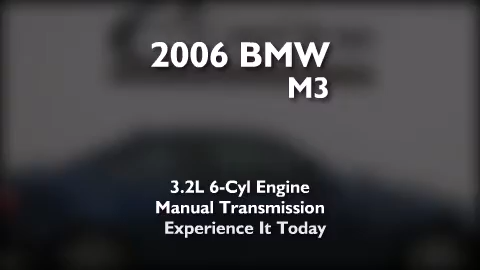 2006 BMW
M3
3.2L 6-Cyl Engine
Manual Transmission
Experience It Today